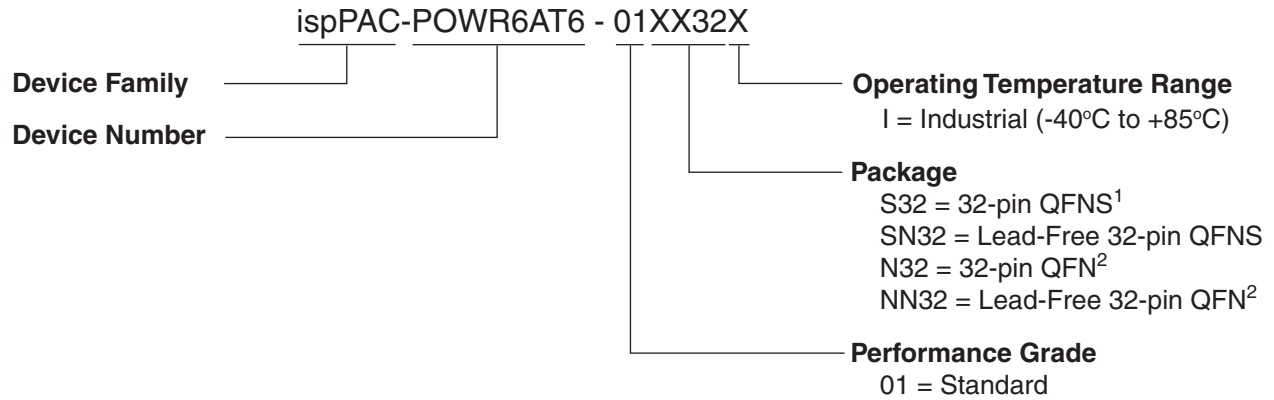 ispPAC-POWR6AT6 - 01XX32X
Device Family
Device Number
Operating Temperature Range
I = Industrial (-40°C to +85°C)
Package
S32 = 32-pin QFNS¹
SN32 = Lead-Free 32-pin QFNS
N32 = 32-pin QFN²
NN32 = Lead-Free 32-pin QFN²
Performance Grade
01 = Standard